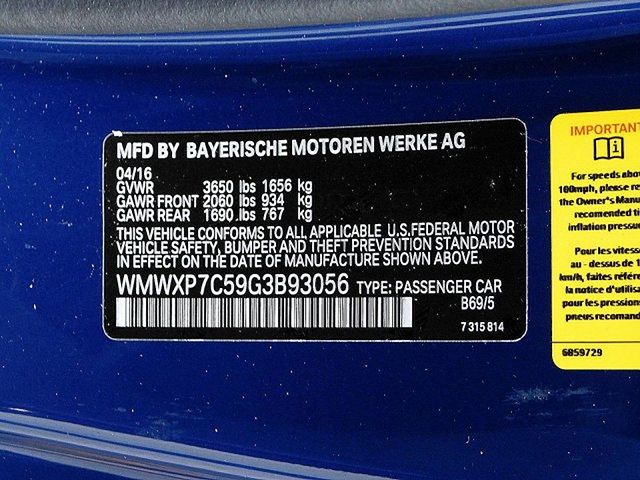 MFD BY BAYERISCHE MOTOREN WERKE AG
04/16
GVWR 3650 lbs 1656 kg
GAWR FRONT 2060 lbs 934 kg
GAWR REAR 1690 lbs 767 kg
THIS VEHICLE CONFORMS TO ALL APPLICABLE U.S.FEDERAL MOTOR
VEHICLE SAFETY, BUMPER AND THEFT PREVENTION STANDARDS
IN EFFECT ON THE DATE OF MANUFACTURE SHOWN ABOVE.
WMWXP7C59G3B93056 TYPE: PASSENGER CAR
B69/5
7 315 814
IMPORTANT
For speeds abov
100mph, please re
the Owner's Manu
recomended ti
inflation pressu
Pour les vitesse
au - dessus de 1
km/h, faites référe
la notice d'utilisa
pour les pression
pneus recomand
6859729